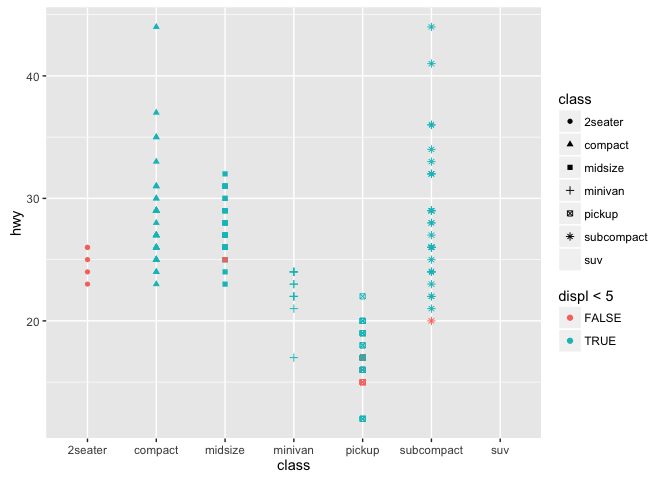 hwy
40
30
20
2seater compact midsize minivan pickup subcompact suv
class
class
2seater
compact
midsize
minivan
pickup
subcompact
suv
displ < 5
FALSE
TRUE